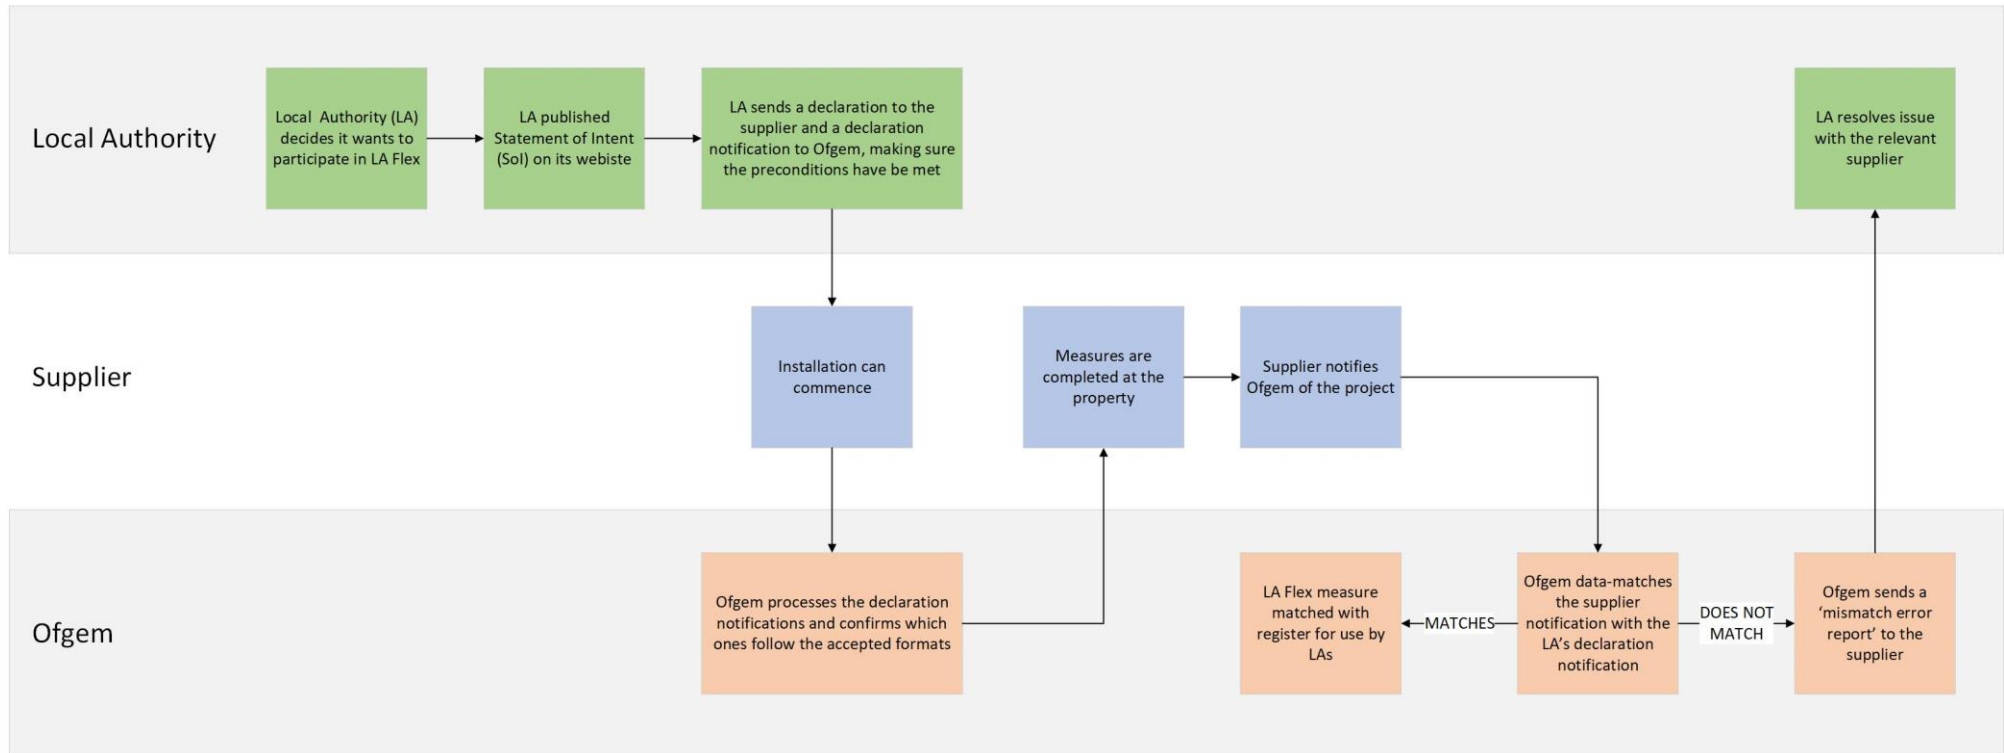 Local Authority
Local  Authority (LA)
decides it wants to
participate in LA Flex
LA published
Statement of Intent
(SoI) on its webiste
LA sends a declaration to the
supplier and a declaration
notification to Ofgem, making sure
the preconditions have be met
LA resolves issue
with the relevant
supplier
Supplier
Installation can
commence
Measures are
completed at the
property
Supplier notifies
Ofgem of the project
Ofgem
Ofgem processes the declaration
notifications and confirms which
ones follow the accepted formats
LA Flex measure
matched with
register for use by
LAs
MATCHES
Ofgem data-matches
the supplier
notification with the
LA’s declaration
notification
DOES NOT
MATCH
Ofgem sends a
‘mismatch error
report’ to the
supplier